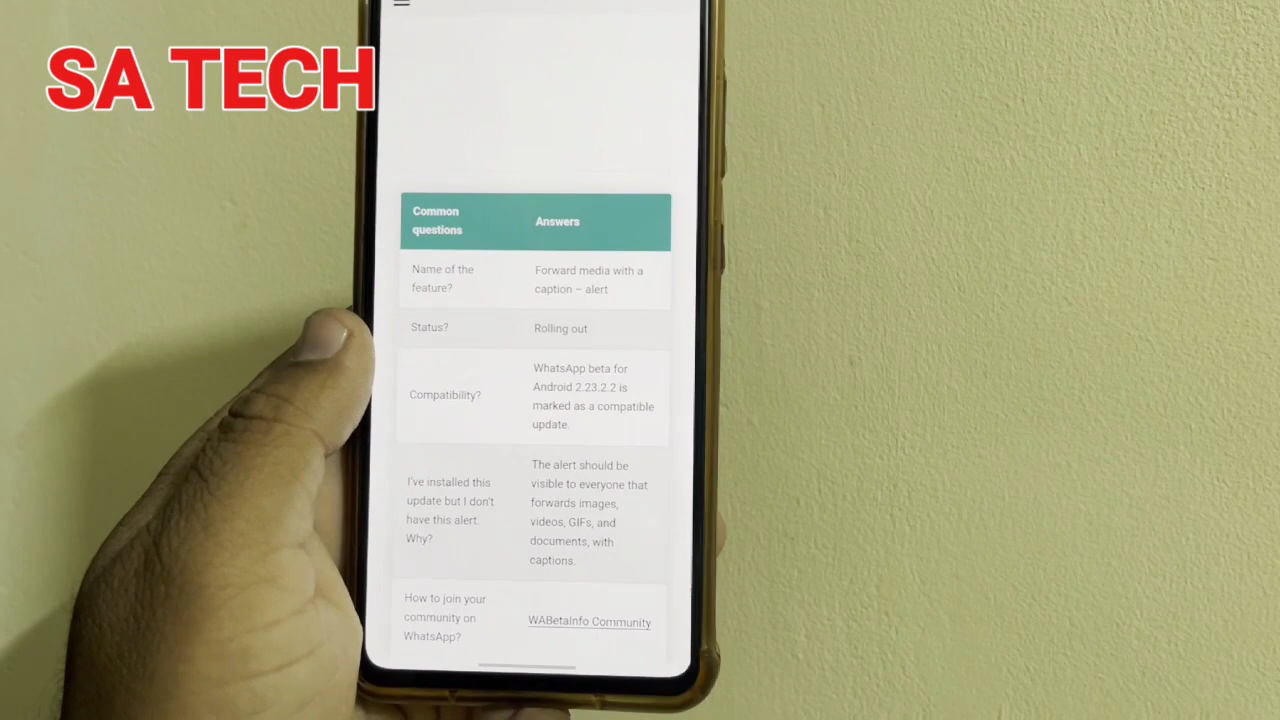 SA TECH
Common
questions
Answers
Name of the
feature?
Forward media with a
caption – alert
Status?
Rolling out
Compatibility?
WhatsApp beta for
Android 2.23.2.2 is
marked as a compatible
update.
I've installed this
update but I don't
have this alert.
Why?
The alert should be
visible to everyone that
forwards images,
videos, GIFs, and
documents, with
captions.
How to join your
community on
WhatsApp?
WABetaInfo Community